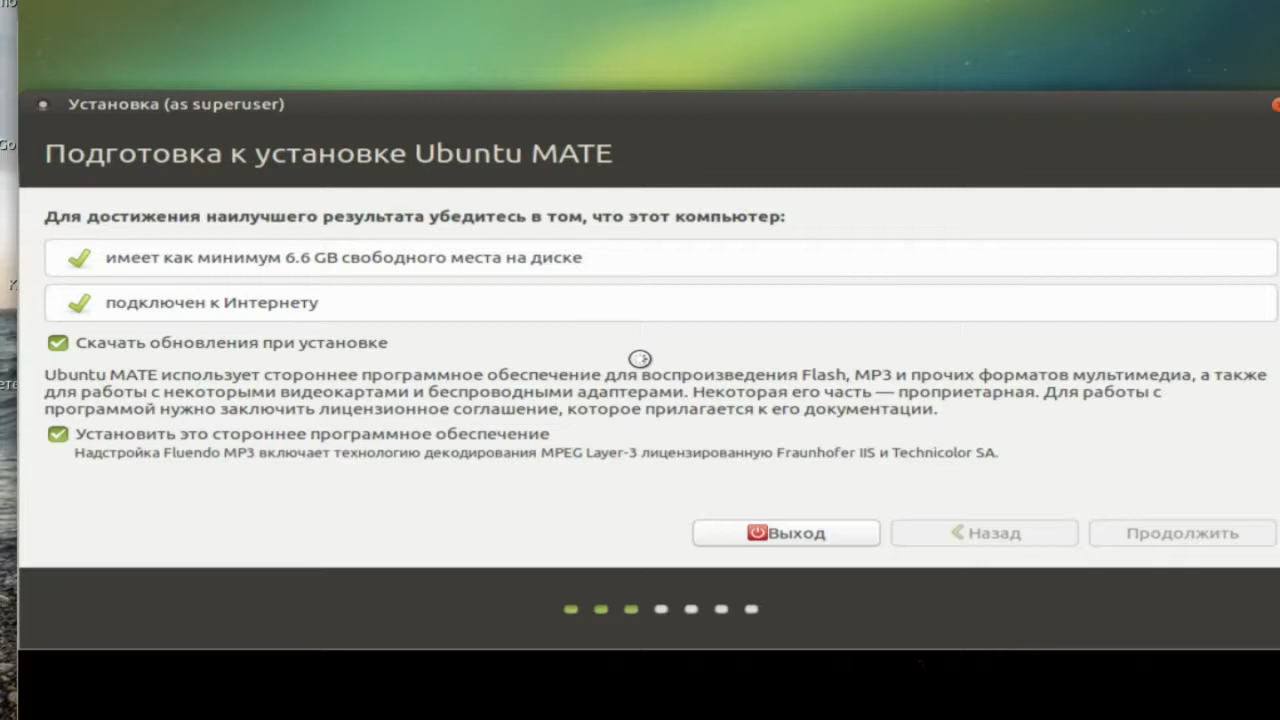 Установка (as superuser)
Подготовка к установке Ubuntu MATE
Для достижения наилучшего результата убедитесь в том, что этот компьютер:
имеет как минимум 6.6 GB свободного места на диске
подключен к Интернету
Скачать обновления при установке
Ubuntu MATE использует стороннее программное обеспечение для воспроизведения Flash, MP3 и прочих форматов мультимедиа, а также
для работы с некоторыми видеокартами и беспроводными адаптерами. Некоторая его часть — проприетарная. Для работы с
программой нужно заключить лицензионное соглашение, которое прилагается к его документации.
Установить это стороннее программное обеспечение
Надстройка Fluendo MP3 включает технологию декодирования MPEG Layer-3 лицензированную Fraunhofer IIS и Technicolor SA.
Выход
Назад
Продолжить